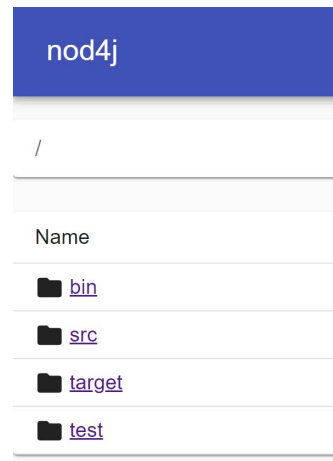 nod4j
/
Name
bin
src
target
test